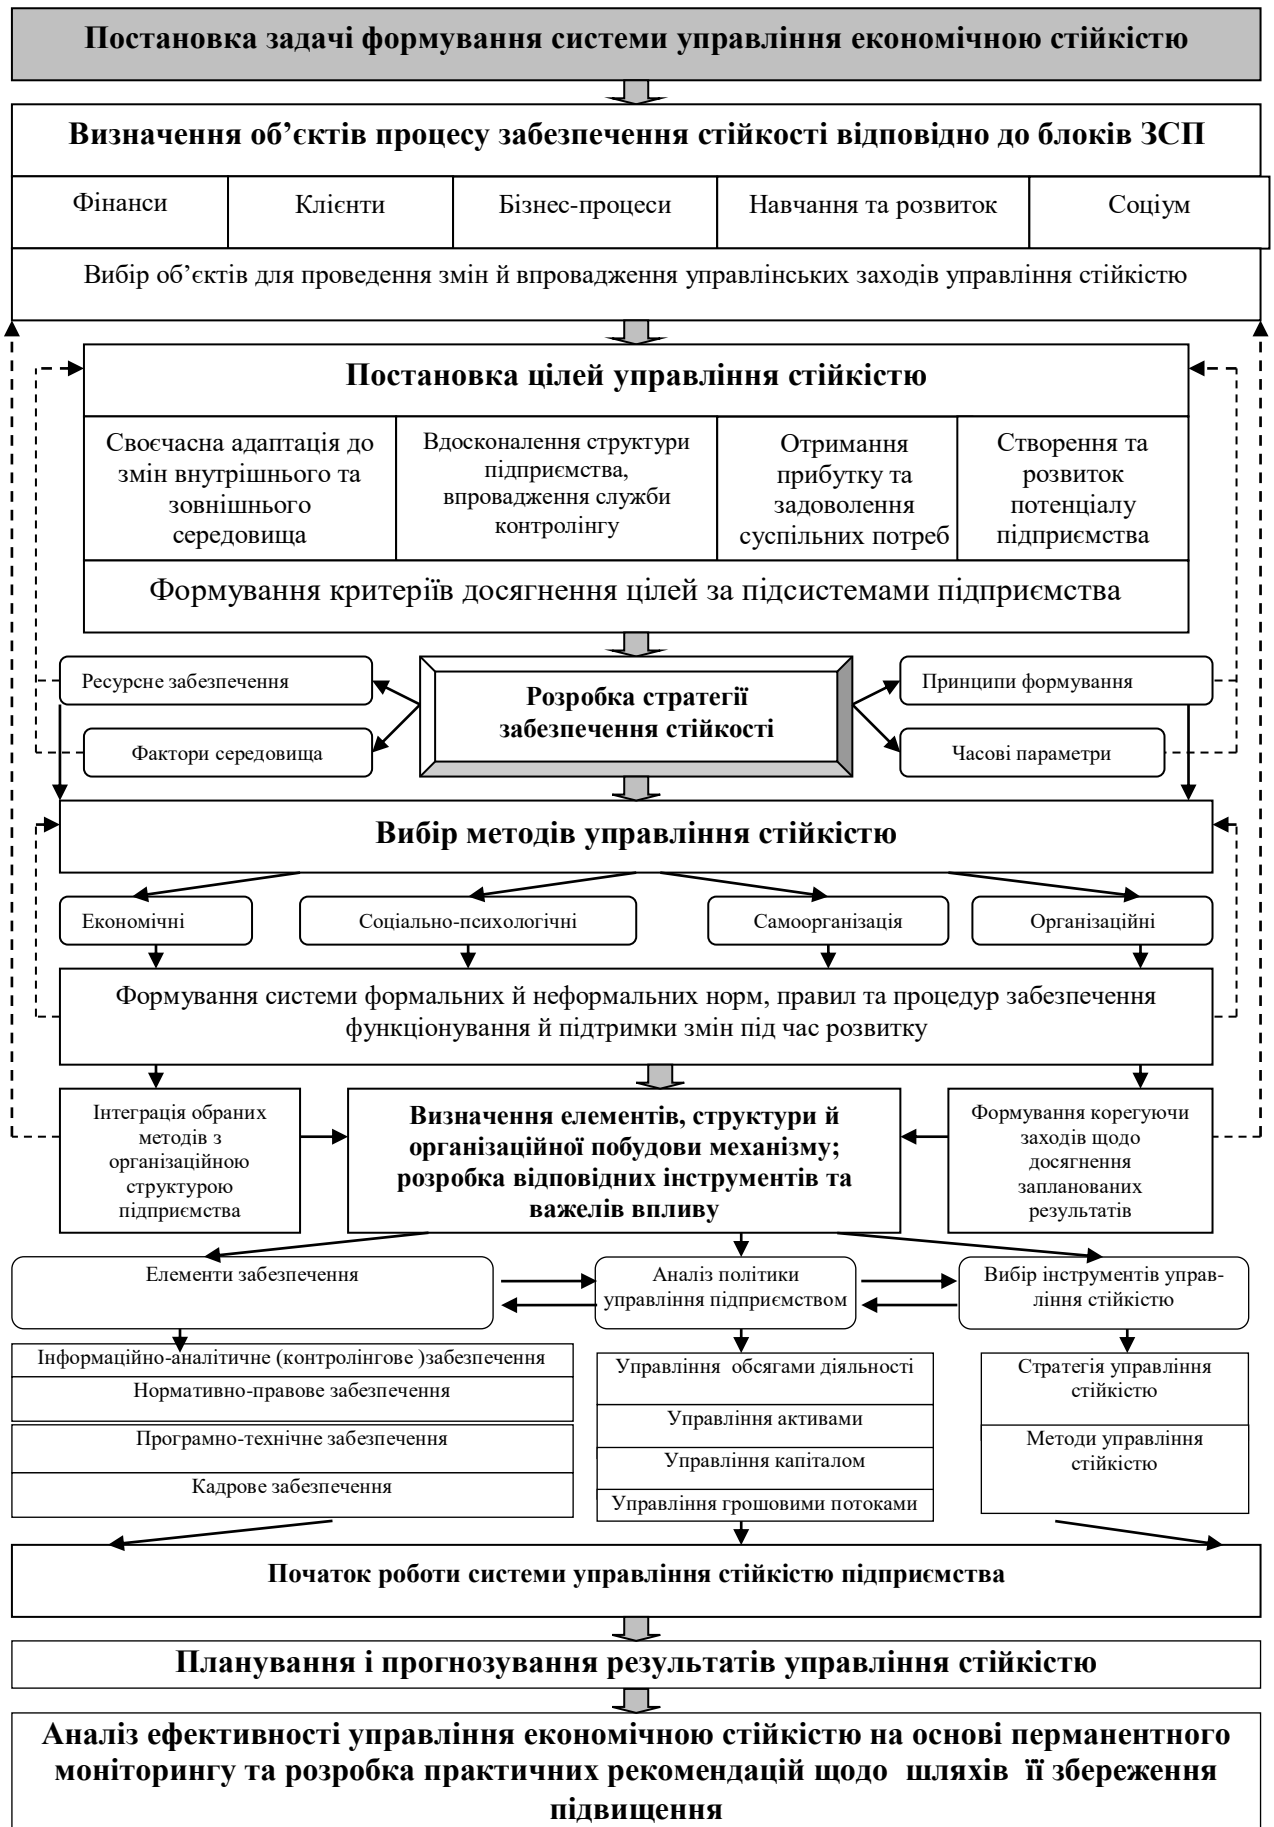 Постановка задачі формування системи управління економічною стійкістю
Визначення об’єктів процесу забезпечення стійкості відповідно до блоків ЗСП
Фінанси
Клієнти
Бізнес-процеси
Навчання та розвиток
Соціум
Вибір об’єктів для проведення змін й впровадження управлінських заходів управління стійкістю
Постановка цілей управління стійкістю
Своєчасна адаптація до
змін внутрішнього та
зовнішнього
середовища
Вдосконалення структури
підприємства,
впровадження служби
контролінгу
Отримання
прибутку та
задоволення
суспільних потреб
Створення та
розвиток
потенціалу
підприємства
Формування критеріїв досягнення цілей за підсистемами підприємства
Ресурсне забезпечення
Фактори середовища
Розробка стратегії
забезпечення стійкості
Принципи формування
Часові параметри
Вибір методів управління стійкістю
Економічні
Соціально-психологічні
Самоорганізація
Організаційні
Формування системи формальних й неформальних норм, правил та процедур забезпечення
функціонування й підтримки змін під час розвитку
Інтеграція обраних
методів з
організаційною
структурою
підприємства
Визначення елементів, структури й
організаційної побудови механізму;
розробка відповідних інструментів та
важелів впливу
Формування корегуючи
заходів щодо
досягнення
запланованих
результатів
Елементи забезпечення
Аналіз політики
управління підприємством
Вибір інструментів управ-
ління стійкістю
Інформаційно-аналітичне (контролінгове )забезпечення
Нормативно-правове забезпечення
Програмно-технічне забезпечення
Кадрове забезпечення
Управління обсягами діяльності
Управління активами
Управління капіталом
Управління грошовими потоками
Стратегія управління
стійкістю
Методи управління
стійкістю
Початок роботи системи управління стійкістю підприємства
Планування і прогнозування результатів управління стійкістю
Аналіз ефективності управління економічною стійкістю на основі перманентного
моніторингу та розробка практичних рекомендацій щодо шляхів її збереження
підвищення